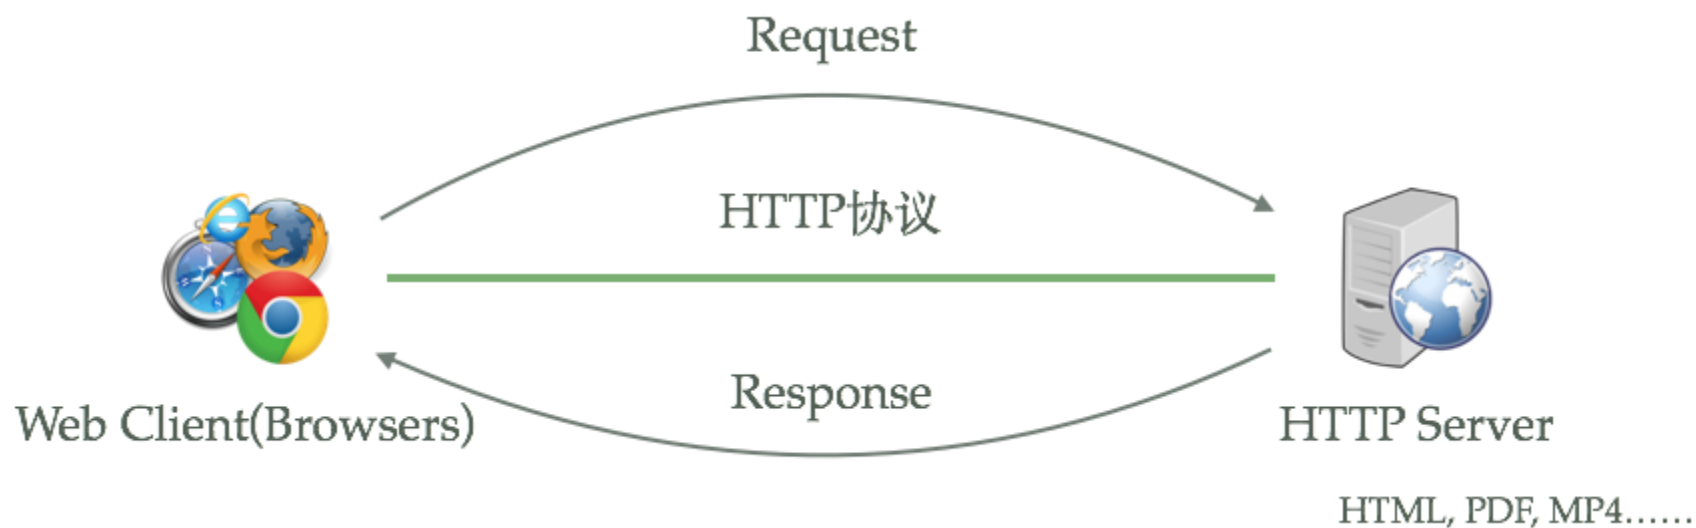 Request
HTTP协议
Response
Web Client(Browsers)
HTTP Server
HTML, PDF, MP4……